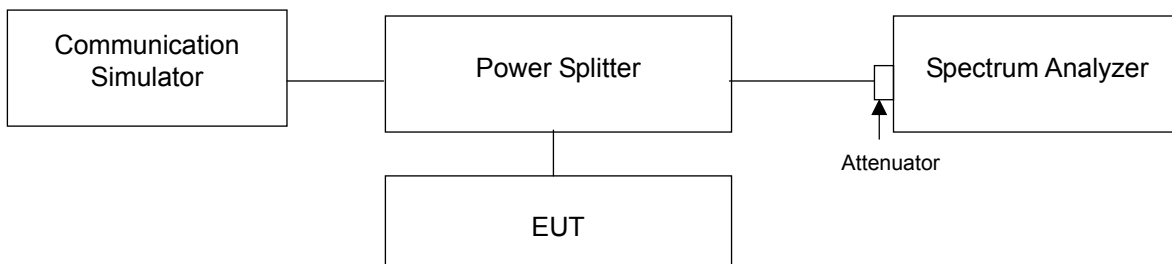 Communication
Simulator
Power Splitter
Spectrum Analyzer
Attenuator
EUT